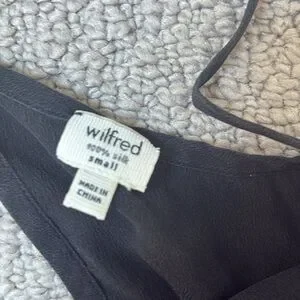 wilfred
100% silk
small
MADE IN
CHINA